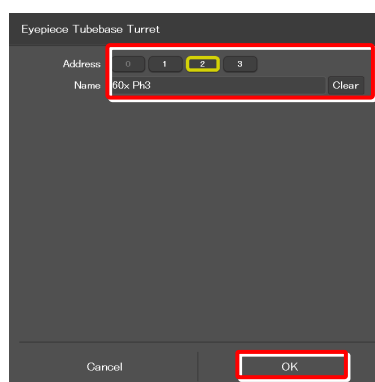 Eyepiece Tubebase Turret
Address 0 1 2 3
Name 60x Ph3 Clear
Cancel OK